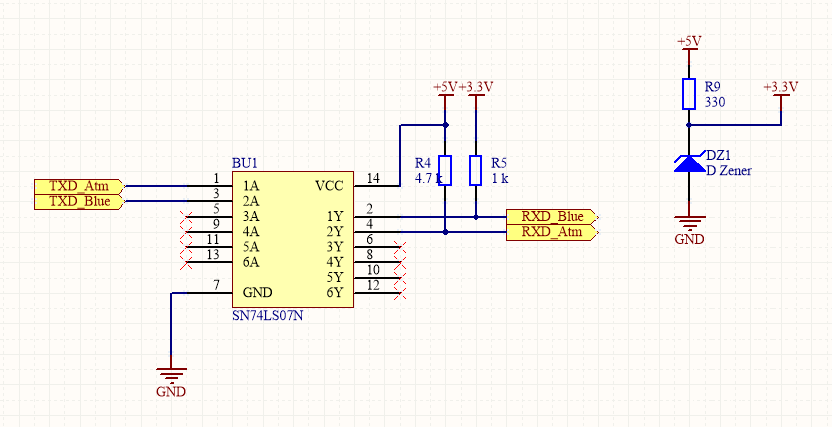 +5V
R9
330
+3.3V
DZ1
D Zener
GND
+5V
+3.3V
R4
4.7 k
R5
1 k
BU1
TXD_Atm
TXD_Blue
1
3
5
9
11
13
7
1A
2A
3A
4A
5A
6A
GND
VCC
1Y
2Y
3Y
4Y
5Y
6Y
14
2
4
6
8
10
12
RXD_Blue
RXD_Atm
SN74LS07N
GND